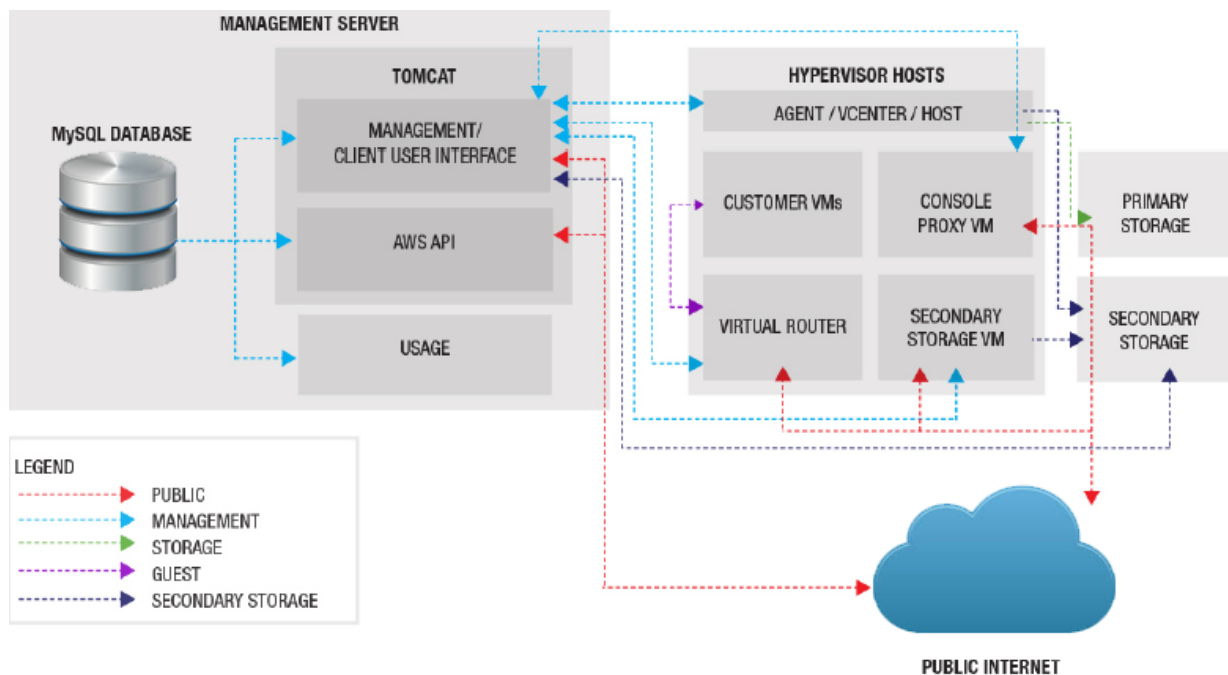 MANAGEMENT SERVER
TOMCAT
MySQL DATABASE
MANAGEMENT/
CLIENT USER INTERFACE
AWS API
USAGE
HYPERVISOR HOSTS
AGENT / VCENTER / HOST
CUSTOMER VMs
CONSOLE
PROXY VM
VIRTUAL ROUTER
SECONDARY
STORAGE VM
PRIMARY
STORAGE
SECONDARY
STORAGE
LEGEND
PUBLIC
MANAGEMENT
STORAGE
GUEST
SECONDARY STORAGE
PUBLIC INTERNET